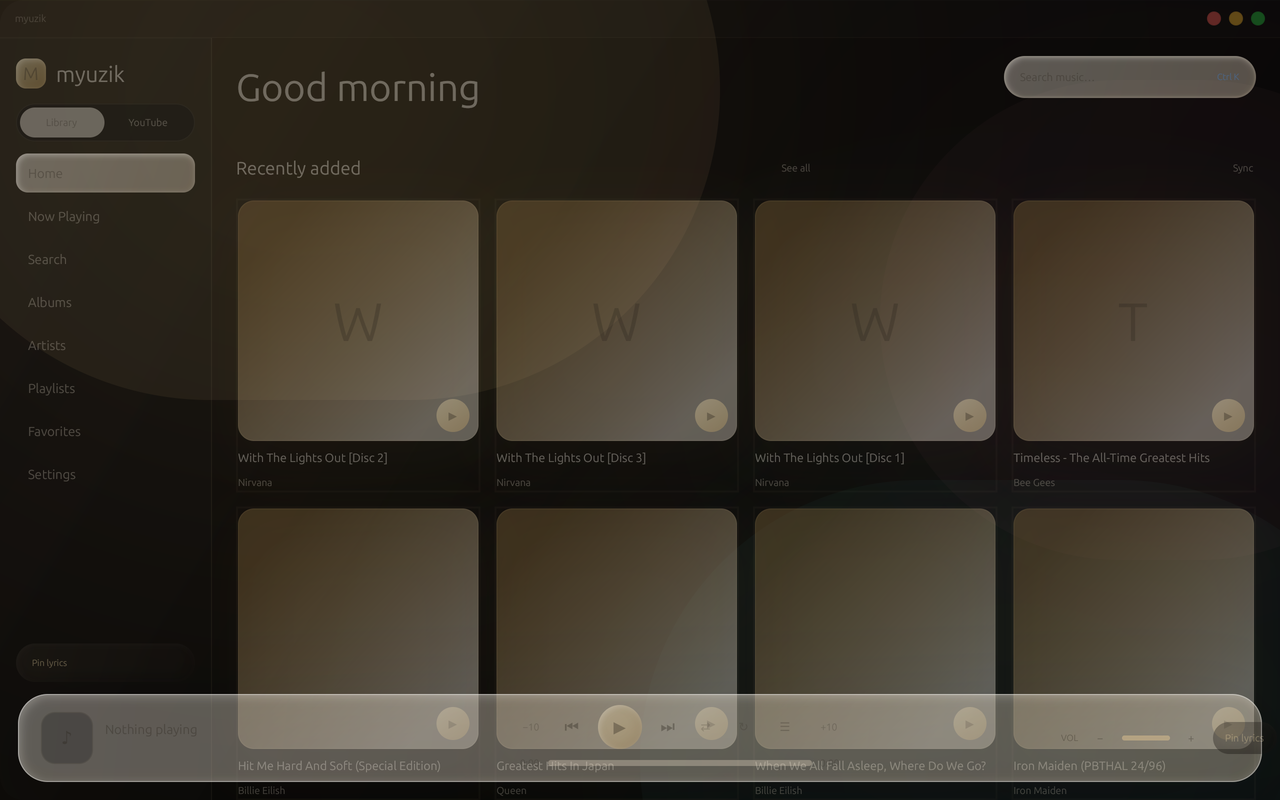 myuzik
M myuzik
Library YouTube
Home
Now Playing
Search
Albums
Artists
Playlists
Favorites
Settings
Pin lyrics
Good morning
Search music... Ctrl K
Recently added See all Sync
W W W T
With The Lights Out [Disc 2]
Nirvana
With The Lights Out [Disc 3]
Nirvana
With The Lights Out [Disc 1]
Nirvana
Timeless - The All-Time Greatest Hits
Bee Gees
Hit Me Hard And Soft (Special Edition)
Billie Eilish
Greatest Hits In Japan
Queen
When We All Fall Asleep, Where Do We Go?
Billie Eilish
Iron Maiden (PBTHAL 24/96)
Iron Maiden
Nothing playing
−10 +10
VOL − + Pin lyrics